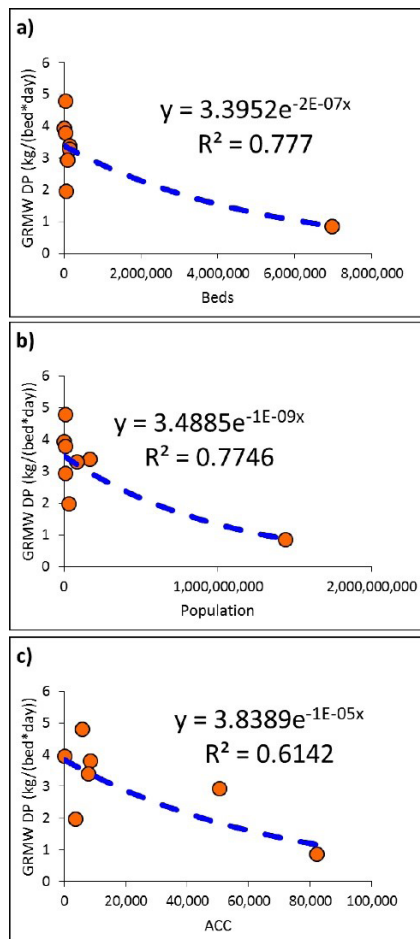 a)
GRMW DP (kg/(bed*day))
6
5
4
3
2
1
0
y = 3.3952e^-2E-07x
R² = 0.777
0 2,000,000 4,000,000 6,000,000 8,000,000
Beds
b)
GRMW DP (kg/(bed*day))
6
5
4
3
2
1
0
y = 3.4885e^-1E-09x
R² = 0.7746
0 1,000,000,000 2,000,000,000
Population
c)
GRMW DP (kg/(bed*day))
6
5
4
3
2
1
0
y = 3.8389e^-1E-05x
R² = 0.6142
0 20,000 40,000 60,000 80,000 100,000
ACC